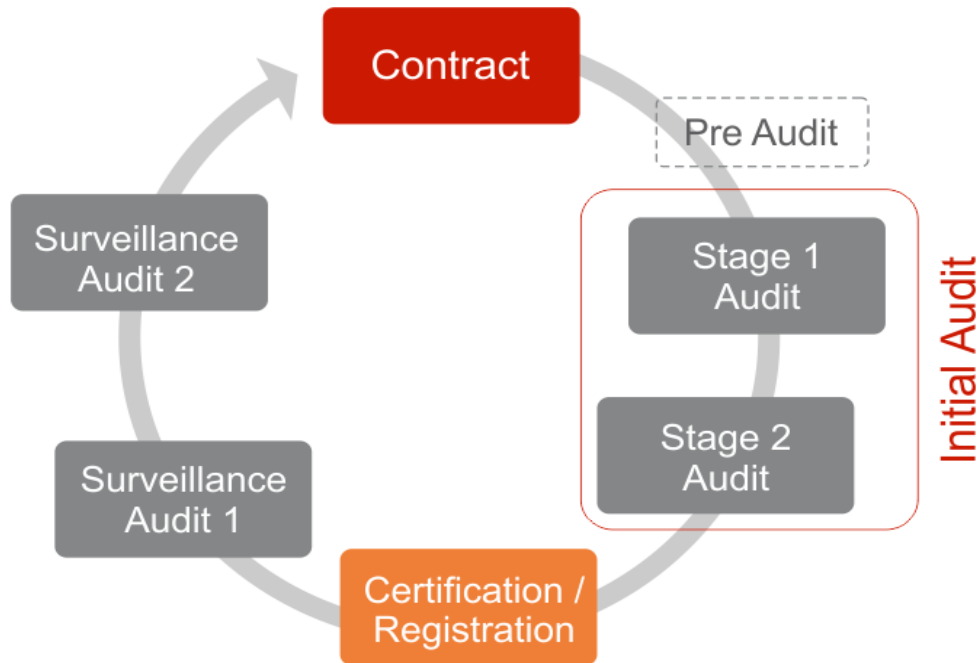 Contract
Pre Audit
Stage 1
Audit
Initial Audit
Stage 2
Audit
Certification /
Registration
Surveillance
Audit 1
Surveillance
Audit 2